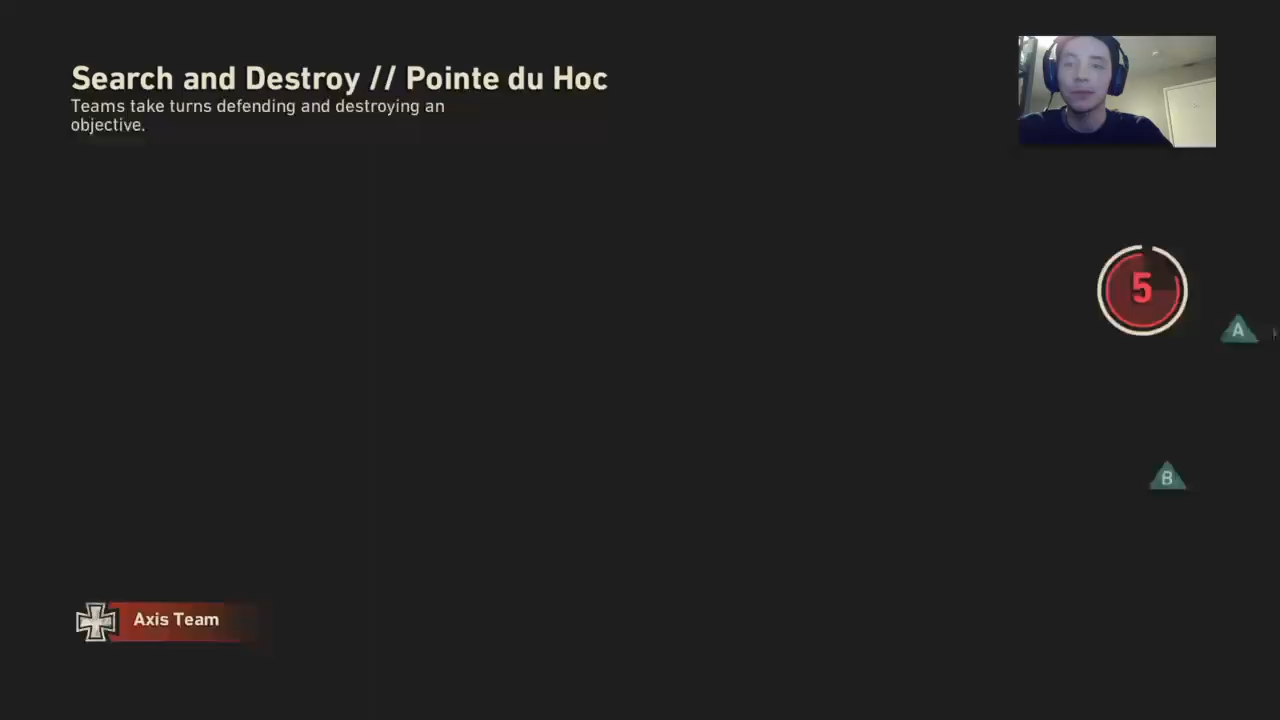 Search and Destroy // Pointe du Hoc
Teams take turns defending and destroying an
objective.
5
A
B
Axis Team